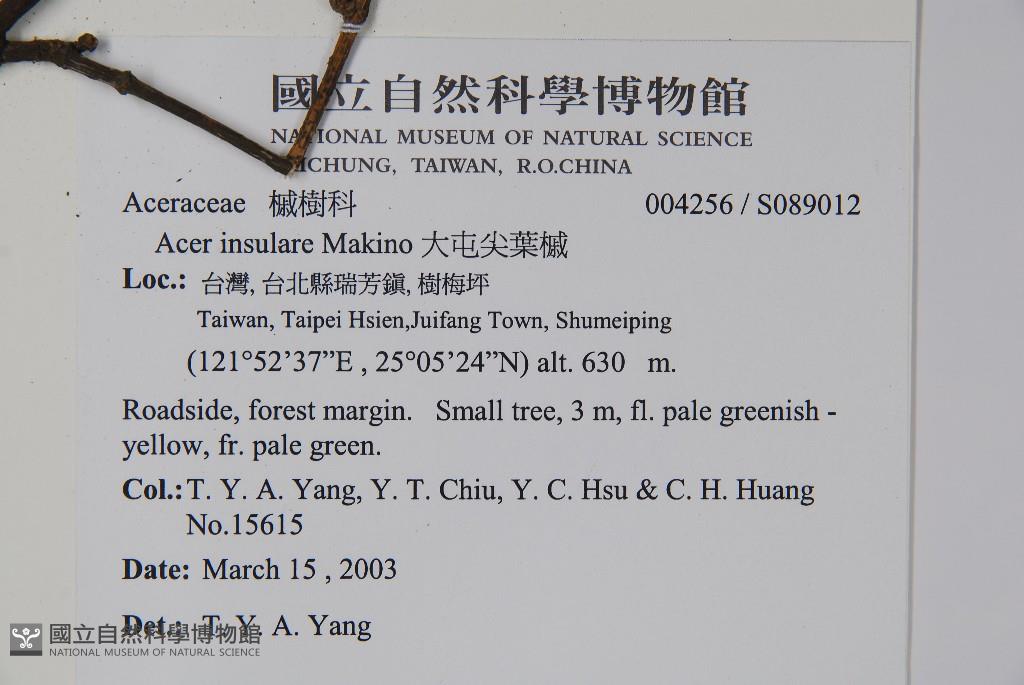 國立自然科學博物館
NATIONAL MUSEUM OF NATURAL SCIENCE
TAICHUNG, TAIWAN, R.O.CHINA
Aceraceae 槭樹科 004256 / S089012
Acer insulare Makino 大屯尖葉槭
Loc.: 台灣, 台北縣瑞芳鎭, 樹梅坪
Taiwan, Taipei Hsien,Juifang Town, Shumeiping
(121°52’37”E , 25°05’24”N) alt. 630 m.
Roadside, forest margin. Small tree, 3 m, fl. pale greenish -
yellow, fr. pale green.
Col.: T. Y. A. Yang, Y. T. Chiu, Y. C. Hsu & C. H. Huang
No.15615
Date: March 15 , 2003
Det.: T. Y. A. Yang
國立自然科學博物館
NATIONAL MUSEUM OF NATURAL SCIENCE